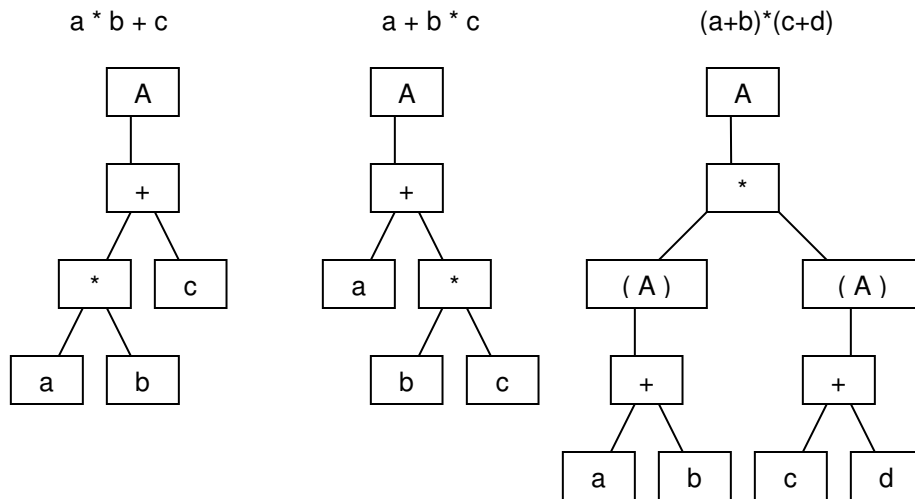 a * b + c a + b * c (a+b)*(c+d)
A A A
+ + *
* c a * ( A ) ( A )
a b b c + +
a b c d